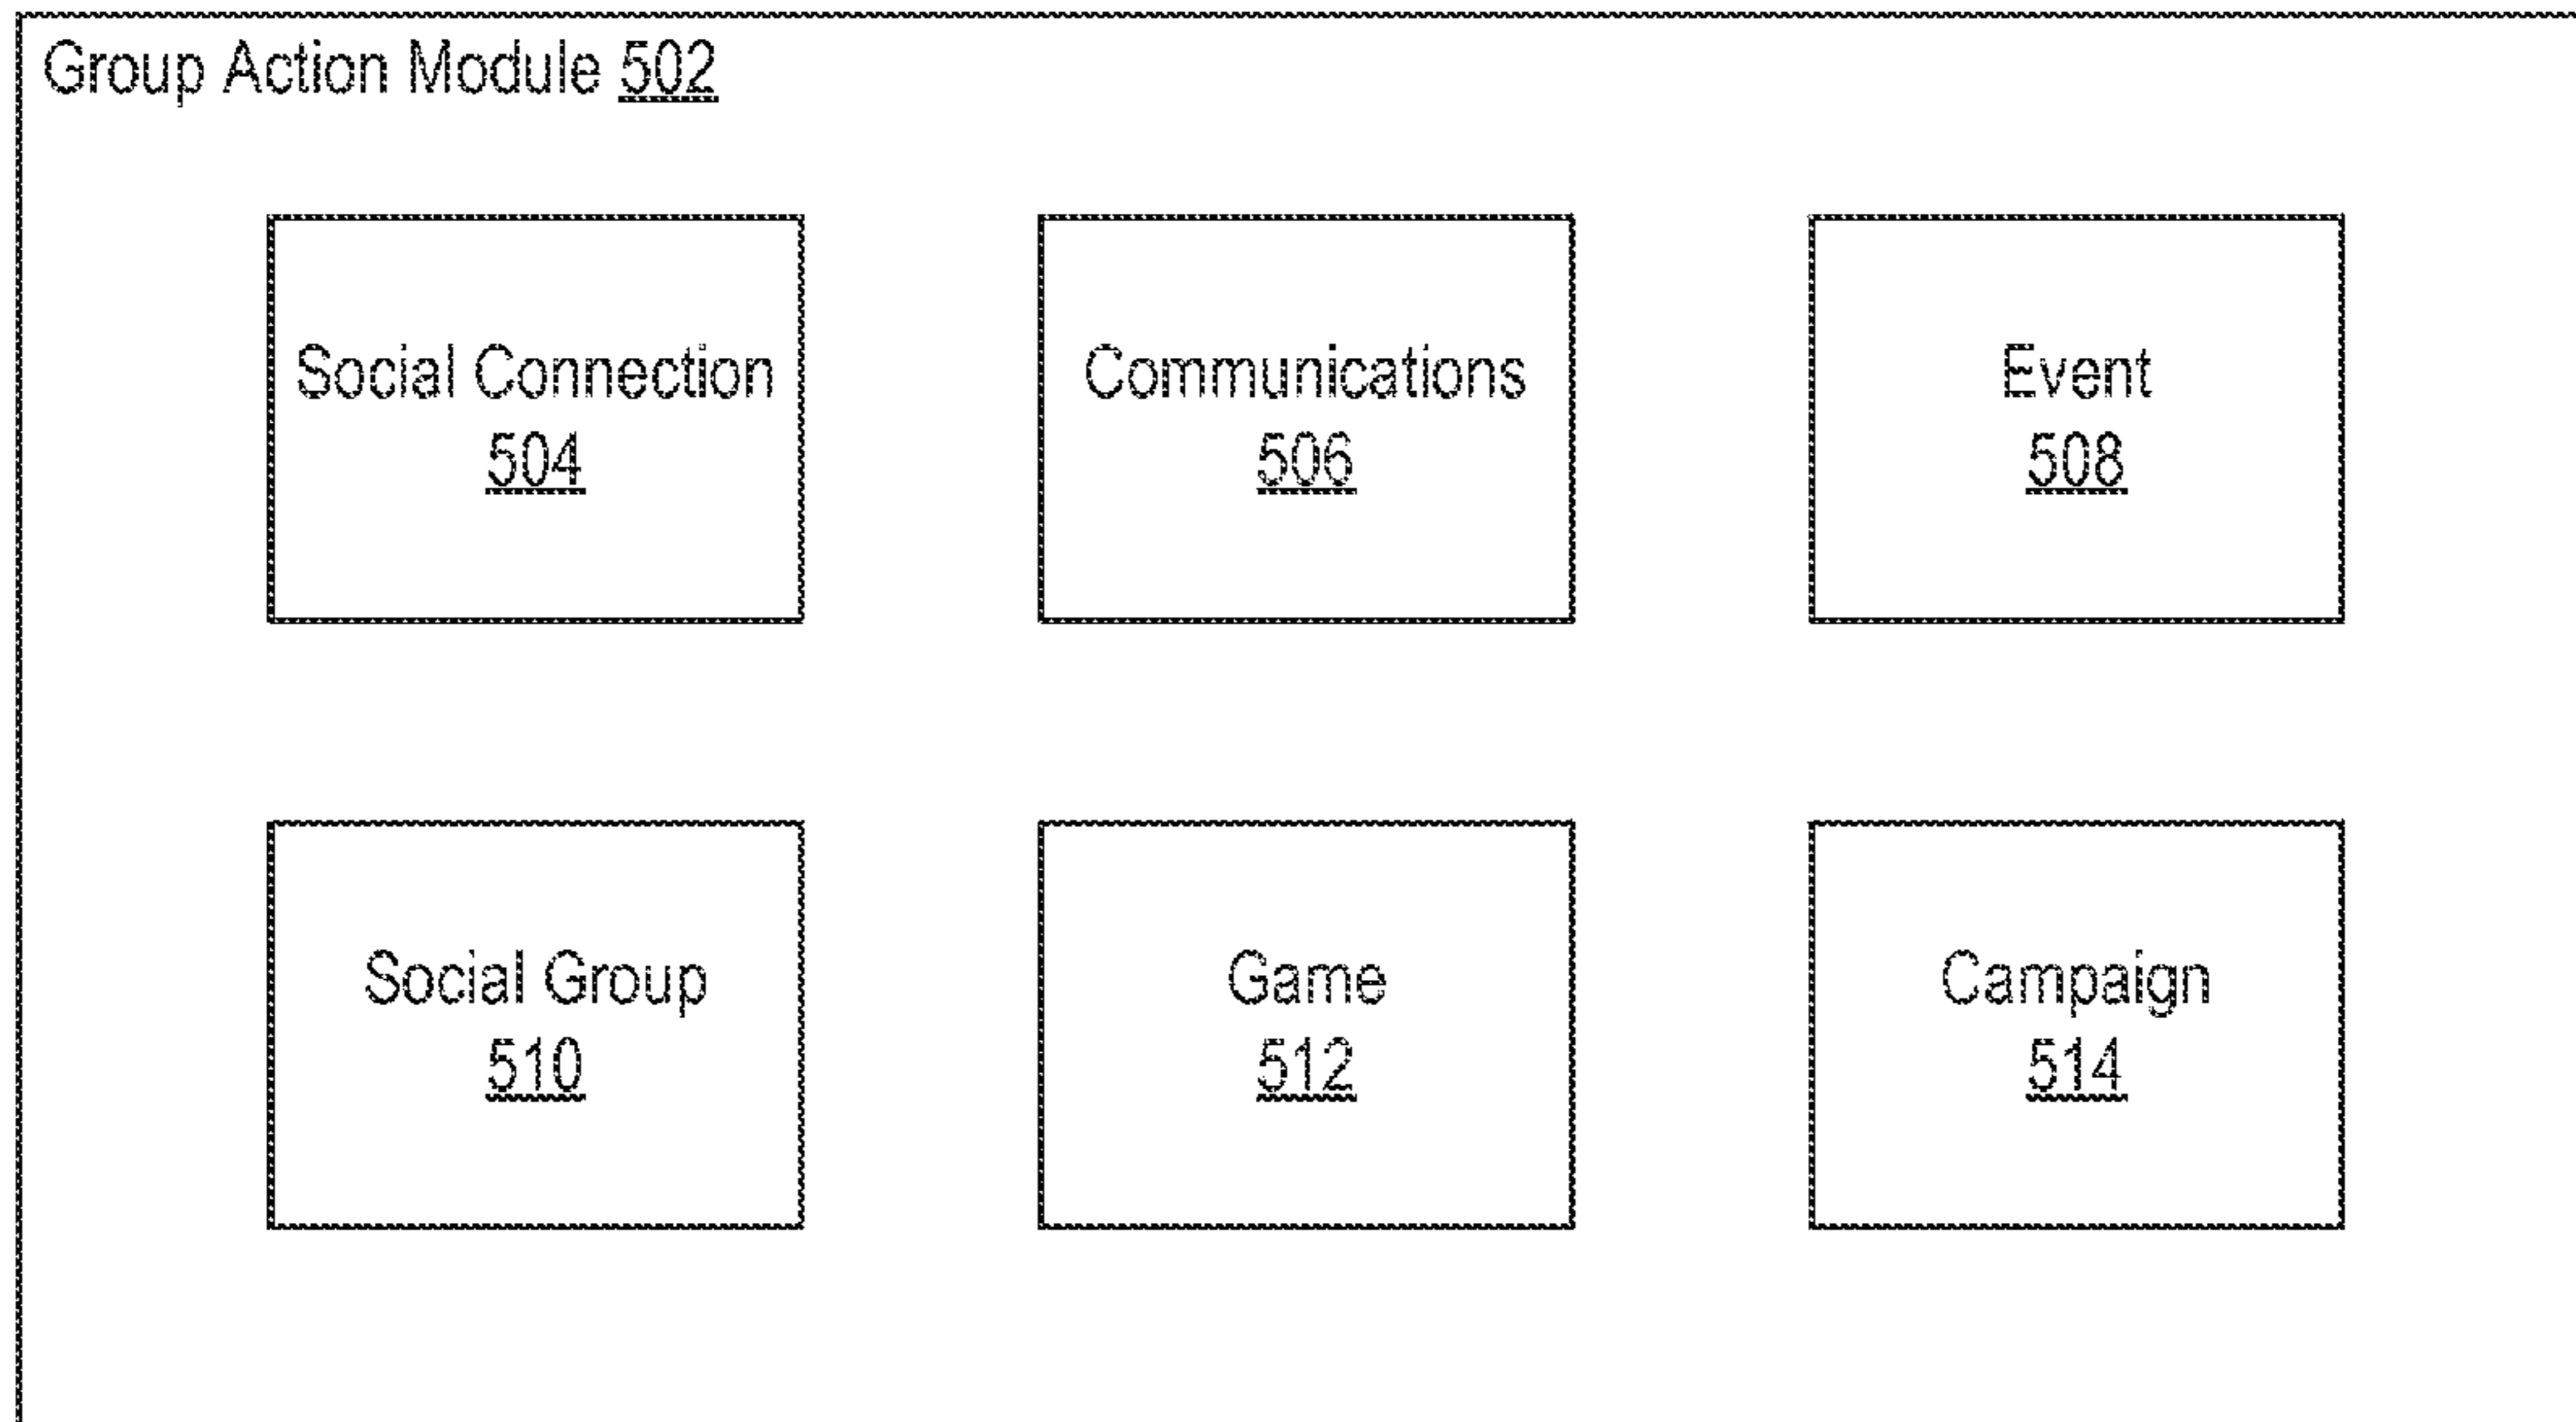 Group Action Module 502
Social Connection
504
Communications
506
Event
508
Social Group
510
Game
512
Campaign
514